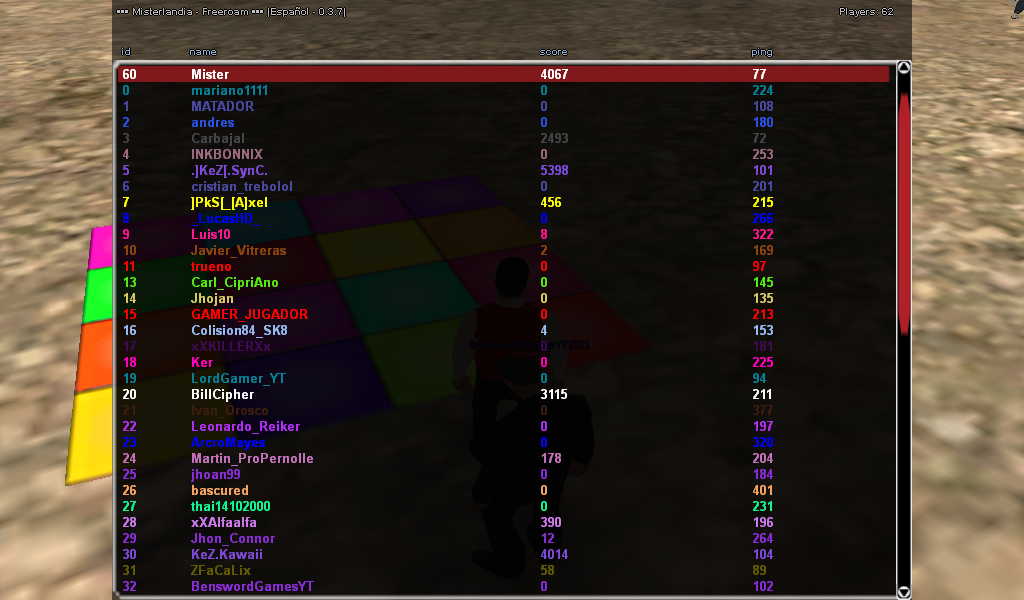 ••• Misterlandia - Freeroam ••• |Español - 0.3.7| Players: 62
id name score ping
60 Mister 4067 77
0 mariano1111 0 224
1 MATADOR 0 108
2 andres 0 180
3 Carbajal 2493 72
4 INKBONNIX 0 253
5 .]KeZ[.SynC. 5398 101
6 cristian_trebolol 0 201
7 ]PkS[_[A]xel 456 215
8 _LucasHD 0 266
9 Luis10 8 322
10 Javier_Vitreras 2 169
11 trueno 0 97
13 Carl_CipriAno 0 145
14 Jhojan 0 135
15 GAMER_JUGADOR 0 213
16 Colision84_SK8 4 153
17 xXKILLERXx 0 181
18 Ker 0 225
19 LordGamer_YT 0 94
20 BillCipher 3115 211
21 Ivan_Orosco 0 377
22 Leonardo_Reiker 0 197
23 ArcroMayes 0 320
24 Martin_ProPernolle 178 204
25 jhoan99 0 184
26 bascured 0 401
27 thai14102000 0 231
28 xXAlfaalfa 390 196
29 Jhon_Connor 12 264
30 KeZ.Kawaii 4014 104
31 ZFaCaLix 58 89
32 BenswordGamesYT 0 102